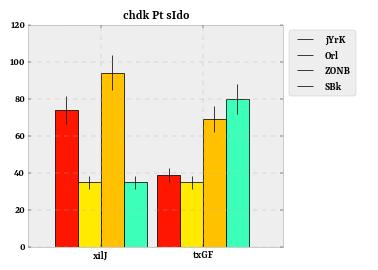 chdk Pt sIdo
120
100
80
60
40
20
0
xilJ
txGF
jYrK
Orl
ZONB
SBk